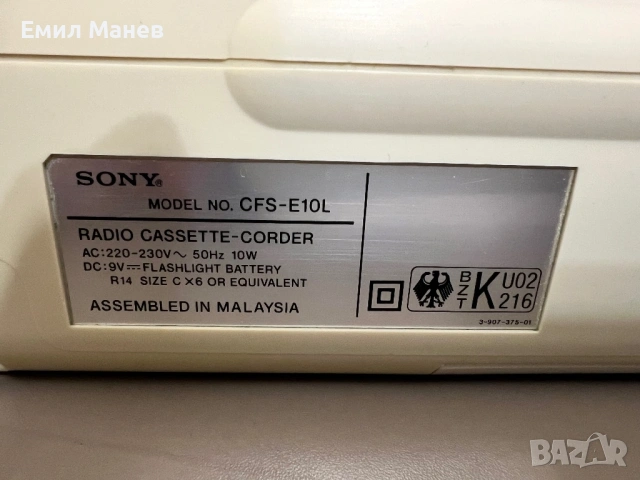 Емил Манев
SONY®
MODEL NO. CFS-E10L
RADIO CASSETTE-CORDER
AC:220-230V~ 50Hz 10W
DC:9V⎓FLASHLIGHT BATTERY
R14 SIZE C×6 OR EQUIVALENT
ASSEMBLED IN MALAYSIA
BZT K U02 216
3-907-375-01
BAZAR